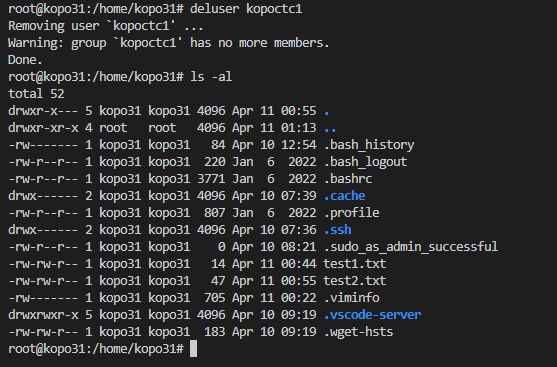 root@kopo31:/home/kopo31# deluser kopoctc1
Removing user `kopoctc1' ...
Warning: group `kopoctc1' has no more members.
Done.
root@kopo31:/home/kopo31# ls -al
total 52
drwxr-x--- 5 kopo31 kopo31 4096 Apr 11 00:55 .
drwxr-xr-x 4 root   root   4096 Apr 11 01:13 ..
-rw------- 1 kopo31 kopo31   84 Apr 10 12:54 .bash_history
-rw-r--r-- 1 kopo31 kopo31  220 Jan  6  2022 .bash_logout
-rw-r--r-- 1 kopo31 kopo31 3771 Jan  6  2022 .bashrc
drwx------ 2 kopo31 kopo31 4096 Apr 10 07:39 .cache
-rw-r--r-- 1 kopo31 kopo31  807 Jan  6  2022 .profile
drwx------ 2 kopo31 kopo31 4096 Apr 10 07:36 .ssh
-rw-r--r-- 1 kopo31 kopo31    0 Apr 10 08:21 .sudo_as_admin_successful
-rw-rw-r-- 1 kopo31 kopo31   14 Apr 11 00:44 test1.txt
-rw-rw-r-- 1 kopo31 kopo31   47 Apr 11 00:55 test2.txt
-rw------- 1 kopo31 kopo31  705 Apr 11 00:22 .viminfo
drwxrwxr-x 5 kopo31 kopo31 4096 Apr 10 09:19 .vscode-server
-rw-rw-r-- 1 kopo31 kopo31  183 Apr 10 09:19 .wget-hsts
root@kopo31:/home/kopo31#